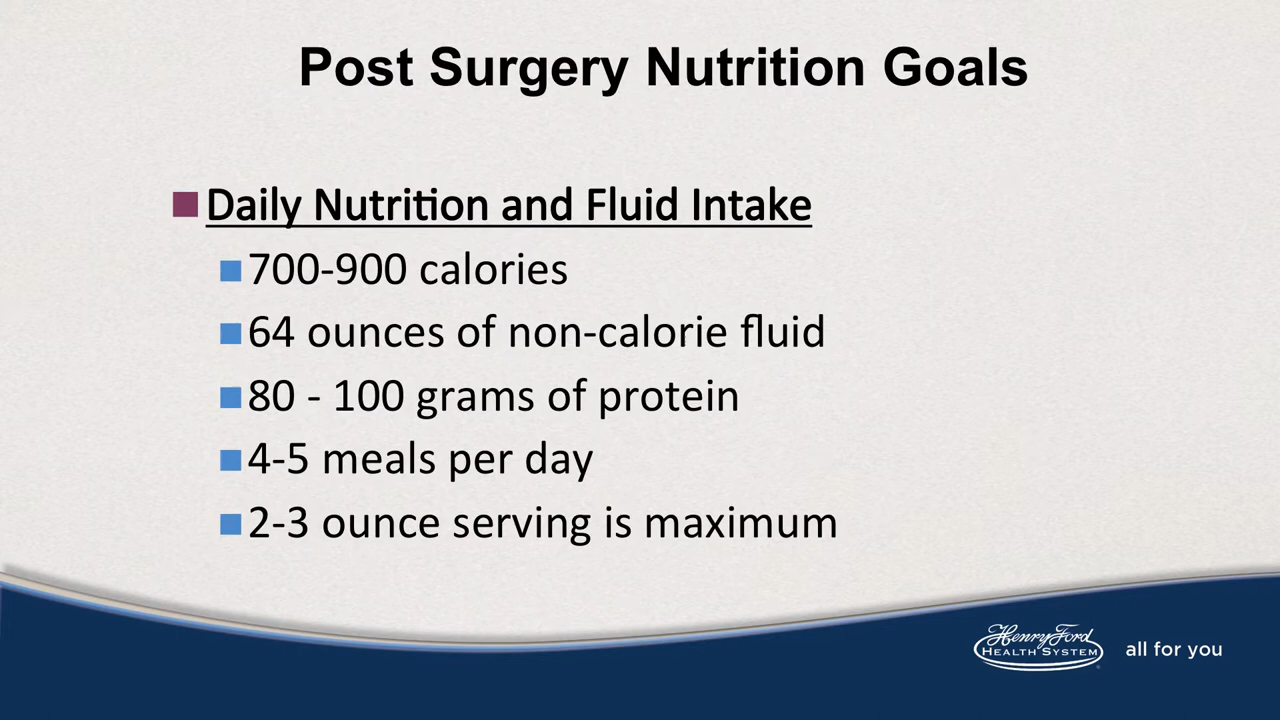 Post Surgery Nutrition Goals
Daily Nutrition and Fluid Intake
700-900 calories
64 ounces of non-calorie fluid
80 - 100 grams of protein
4-5 meals per day
2-3 ounce serving is maximum
Henry Ford
HEALTH SYSTEM
all for you